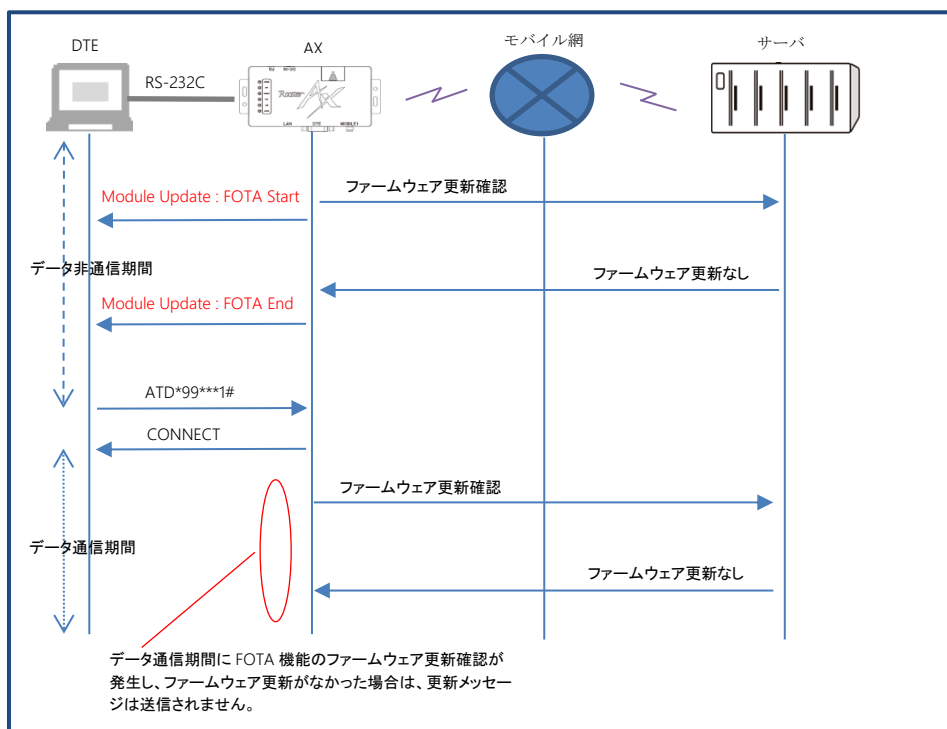 DTE
AX
モバイル網
サーバ
RS-232C
Rooster AX
LAN
DTE
MOBILE1
Module Update : FOTA Start
ファームウェア更新確認
データ非通信期間
ファームウェア更新なし
Module Update : FOTA End
ATD*99***1#
CONNECT
ファームウェア更新確認
データ通信期間
ファームウェア更新なし
データ通信期間に FOTA 機能のファームウェア更新確認が
発生し、ファームウェア更新がなかった場合は、更新メッセー
ジは送信されません。